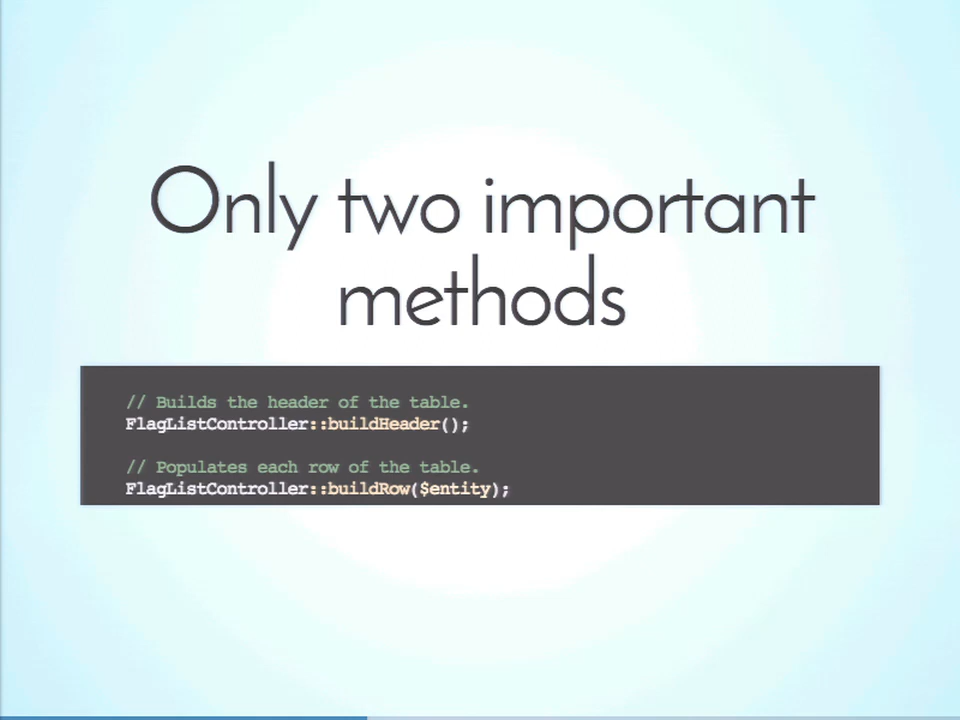 Only two important
methods
// Builds the header of the table.
FlagListController::buildHeader();
// Populates each row of the table.
FlagListController::buildRow($entity);